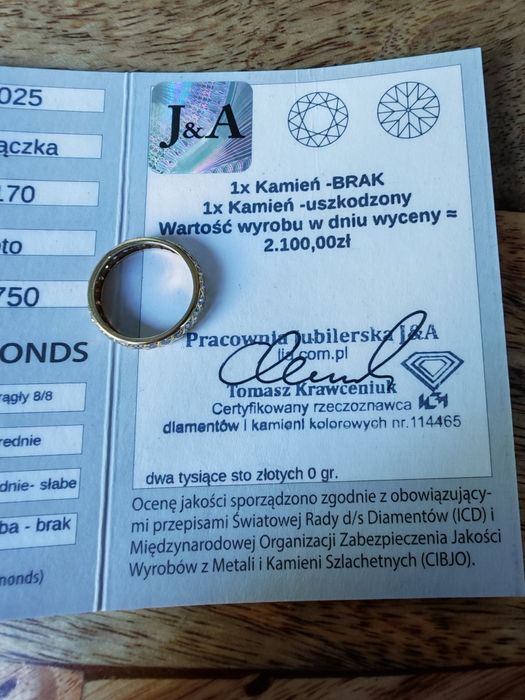 025
ączka
170
oto
750
ONDS
rągły 8/8
rednie
dnie- słabe
ba - brak
monds)
J&A
1x Kamień -BRAK
1x Kamień -uszkodzony
Wartość wyrobu w dniu wyceny ≈
2.100,00zł
Pracownia Jubilerska J&A
lja.com.pl
Tomasz Krawceniuk
Certyfikowany rzeczoznawca
diamentów i kamieni kolorowych nr.114465
dwa tysiące sto złotych 0 gr.
Ocenę jakości sporządzono zgodnie z obowiązujący-
mi przepisami Światowej Rady d/s Diamentów (ICD) i
Międzynarodowej Organizacji Zabezpieczenia Jakości
Wyrobów z Metali i Kamieni Szlachetnych (CIBJO).